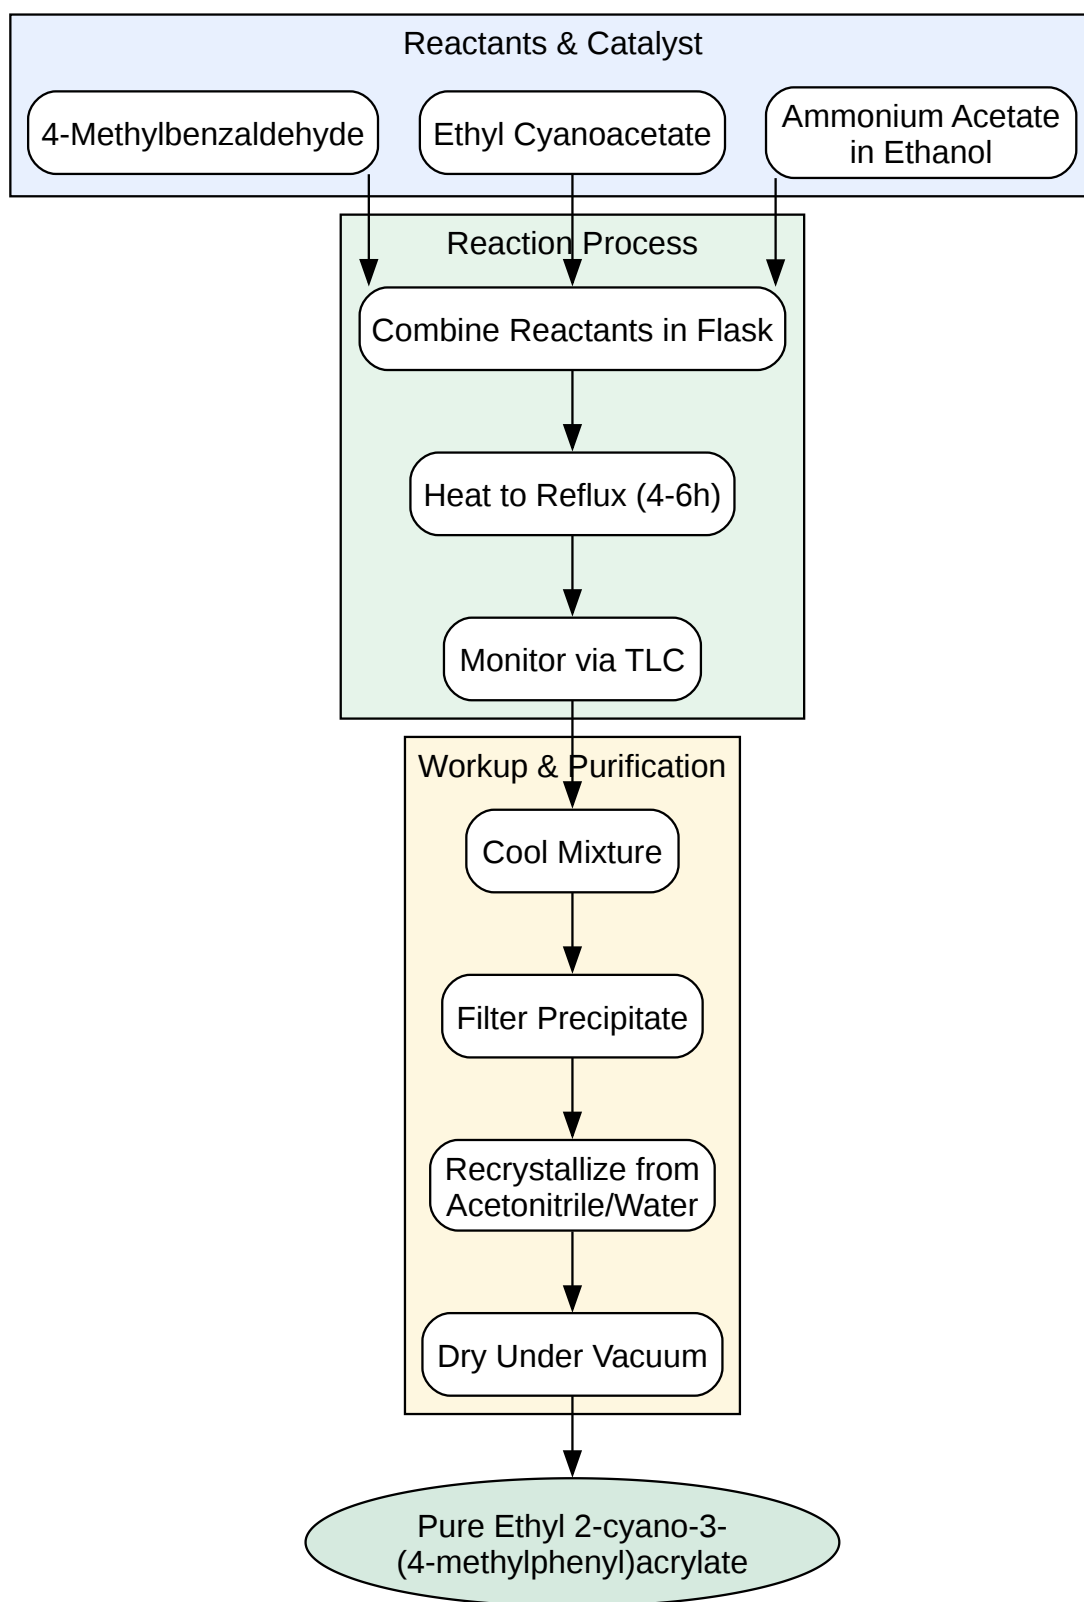 Reactants & Catalyst
4-Methylbenzaldehyde
Ethyl Cyanoacetate
Ammonium Acetate
in Ethanol
Reaction Process
Combine Reactants in Flask
Heat to Reflux (4-6h)
Monitor via TLC
Workup & Purification
Cool Mixture
Filter Precipitate
Recrystallize from
Acetonitrile/Water
Dry Under Vacuum
Pure Ethyl 2-cyano-3-
(4-methylphenyl)acrylate